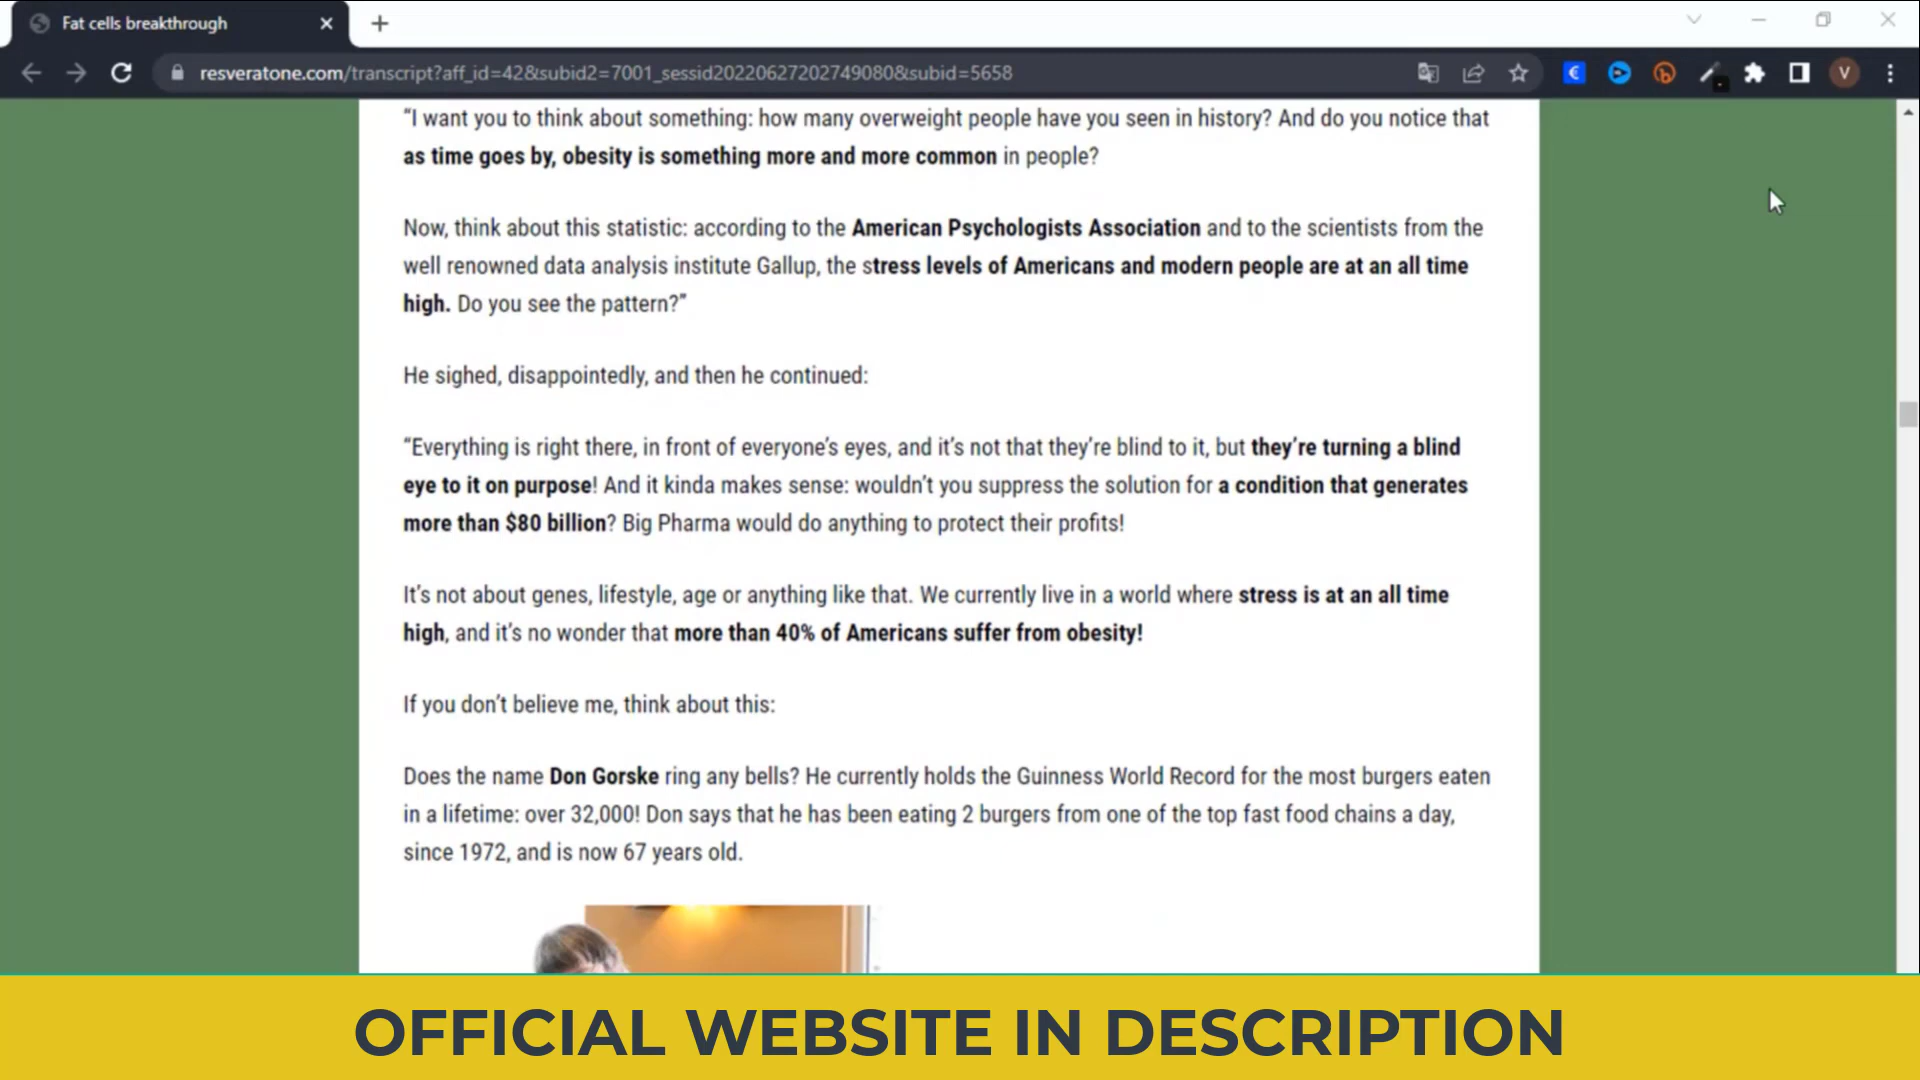 Fat cells breakthrough
resveratone.com/transcript?aff_id=42&subid2=7001_sessid20220627202749080&subid=5658
V
“I want you to think about something: how many overweight people have you seen in history? And do you notice that
as time goes by, obesity is something more and more common in people?
Now, think about this statistic: according to the American Psychologists Association and to the scientists from the
well renowned data analysis institute Gallup, the stress levels of Americans and modern people are at an all time
high. Do you see the pattern?”
He sighed, disappointedly, and then he continued:
“Everything is right there, in front of everyone’s eyes, and it’s not that they’re blind to it, but they’re turning a blind
eye to it on purpose! And it kinda makes sense: wouldn’t you suppress the solution for a condition that generates
more than $80 billion? Big Pharma would do anything to protect their profits!
It’s not about genes, lifestyle, age or anything like that. We currently live in a world where stress is at an all time
high, and it’s no wonder that more than 40% of Americans suffer from obesity!
If you don’t believe me, think about this:
Does the name Don Gorske ring any bells? He currently holds the Guinness World Record for the most burgers eaten
in a lifetime: over 32,000! Don says that he has been eating 2 burgers from one of the top fast food chains a day,
since 1972, and is now 67 years old.
OFFICIAL WEBSITE IN DESCRIPTION